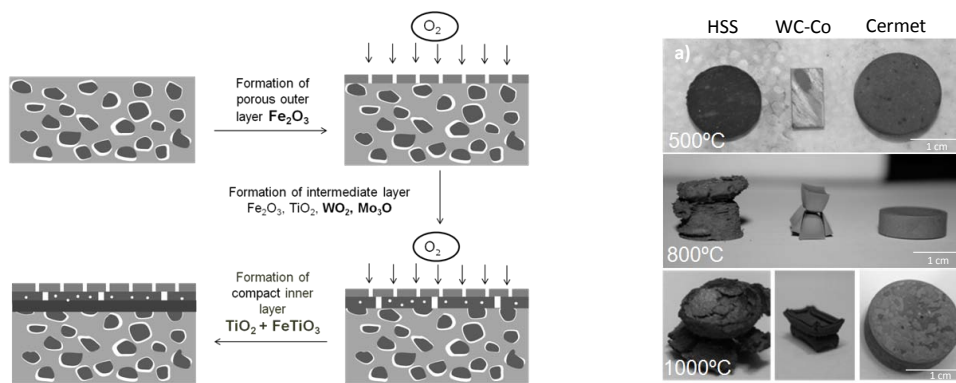 O₂
Formation of
porous outer
layer Fe₂O₃
Formation of intermediate layer
Fe₂O₃, TiO₂, WO₂, Mo₃O
O₂
Formation of
compact inner
layer
TiO₂ + FeTiO₃
HSS WC-Co Cermet
a)
500ºC
1 cm
800ºC
1 cm
1000ºC
1 cm